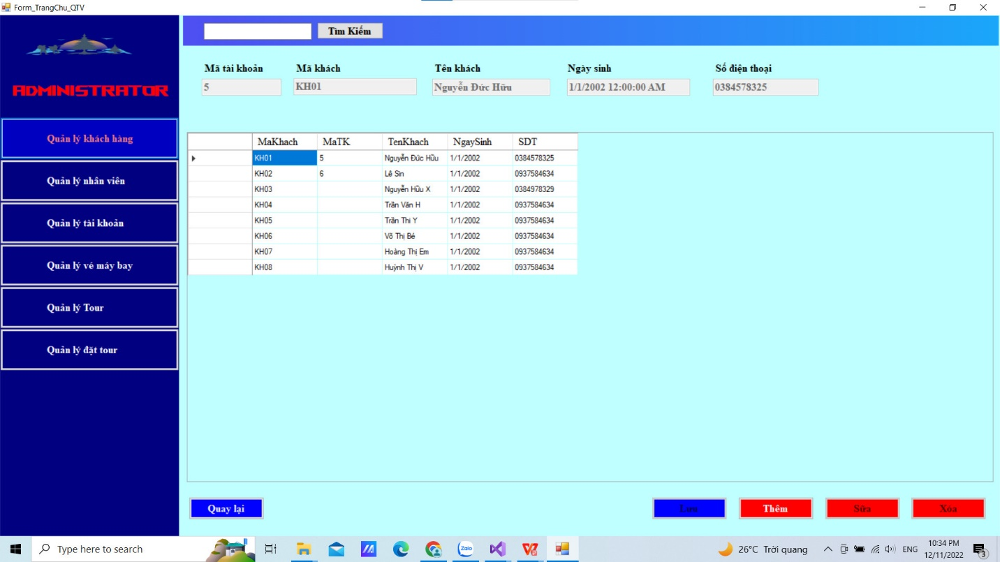 Form_TrangChu_QTV
ADMINISTRATOR
Quản lý khách hàng
Quản lý nhân viên
Quản lý tài khoản
Quản lý vé máy bay
Quản lý Tour
Quản lý đặt tour
Tìm Kiếm
Mã tài khoản Mã khách Tên khách Ngày sinh Số điện thoại
5 KH01 Nguyễn Đức Hữu 1/1/2002 12:00:00 AM 0384578325
MaKhach MaTK TenKhach NgaySinh SDT
KH01 5 Nguyễn Đức Hữu 1/1/2002 0384578325
KH02 6 Lê Sin 1/1/2002 0937584634
KH03 Nguyễn Hữu X 1/1/2002 0384978329
KH04 Trần Văn H 1/1/2002 0937584634
KH05 Trần Thi Y 1/1/2002 0937584634
KH06 Võ Thị Bé 1/1/2002 0937584634
KH07 Hoàng Thị Em 1/1/2002 0937584634
KH08 Huỳnh Thị V 1/1/2002 0937584634
Quay lại Lưu Thêm Sửa Xóa
Type here to search
Zalo
26°C Trời quang
ENG
10:34 PM
12/11/2022
3